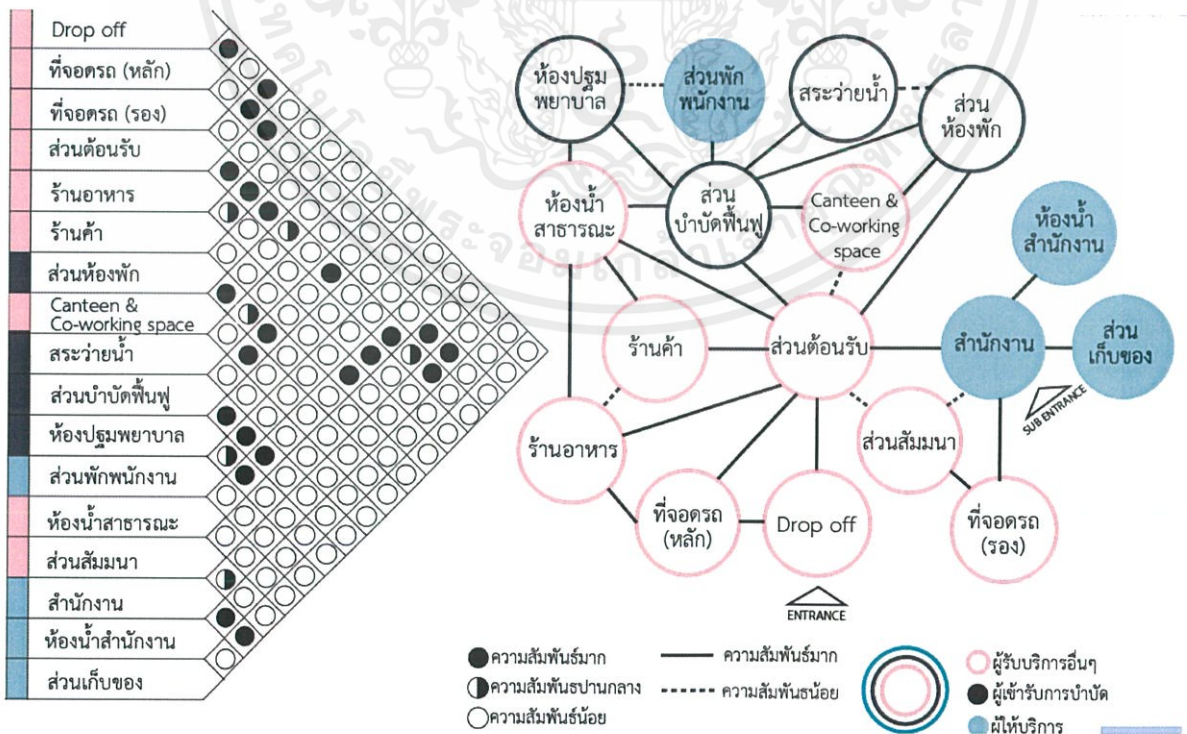 Drop off
ที่จอดรถ (หลัก)
ที่จอดรถ (รอง)
ส่วนต้อนรับ
ร้านอาหาร
ร้านค้า
ส่วนห้องพัก
Canteen &
Co-working space
สระว่ายน้ำ
ส่วนบำบัดฟื้นฟู
ห้องปฐมพยาบาล
ส่วนพักพนักงาน
ห้องน้ำสาธารณะ
ส่วนสัมมนา
สำนักงาน
ห้องน้ำสำนักงาน
ส่วนเก็บของ
ห้องปฐม
พยาบาล
ส่วนพัก
พนักงาน
สระว่ายน้ำ
ส่วน
ห้องพัก
ห้องน้ำ
สาธารณะ
ส่วน
บำบัดฟื้นฟู
Canteen &
Co-working
space
ห้องน้ำ
สำนักงาน
ร้านค้า
ส่วนต้อนรับ
สำนักงาน
ส่วน
เก็บของ
SUB ENTRANCE
ร้านอาหาร
ส่วนสัมมนา
ที่จอดรถ
(หลัก)
Drop off
ที่จอดรถ
(รอง)
ENTRANCE
ความสัมพันธ์มาก
ความสัมพันธปานกลาง
ความสัมพันธ์น้อย
ความสัมพันธ์มาก
ความสัมพันธน้อย
ผู้รับบริการอื่นๆ
ผู้เข้ารับการบำบัด
ผู้ให้บริการ